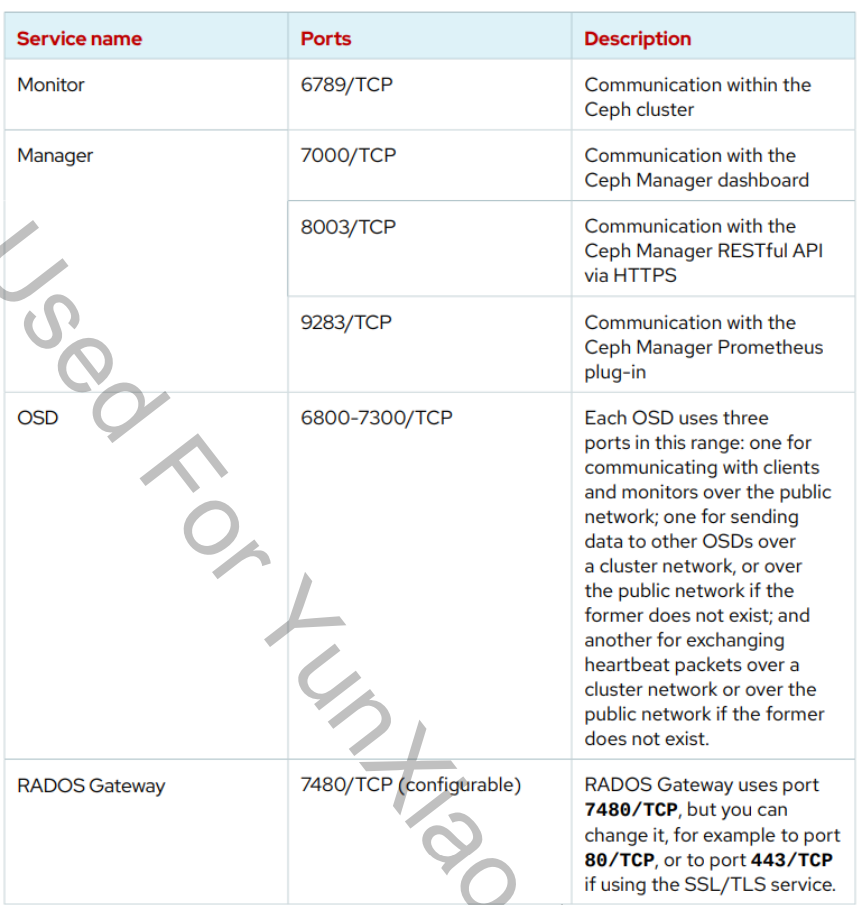 Service name Ports Description
Monitor 6789/TCP Communication within the
Ceph cluster
Manager 7000/TCP Communication with the
Ceph Manager dashboard
8003/TCP Communication with the
Ceph Manager RESTful API
via HTTPS
9283/TCP Communication with the
Ceph Manager Prometheus
plug-in
OSD 6800-7300/TCP Each OSD uses three
ports in this range: one for
communicating with clients
and monitors over the public
network; one for sending
data to other OSDs over
a cluster network, or over
the public network if the
former does not exist; and
another for exchanging
heartbeat packets over a
cluster network or over the
public network if the former
does not exist.
RADOS Gateway 7480/TCP (configurable) RADOS Gateway uses port
7480/TCP, but you can
change it, for example to port
80/TCP, or to port 443/TCP
if using the SSL/TLS service.
Used For YunXiao